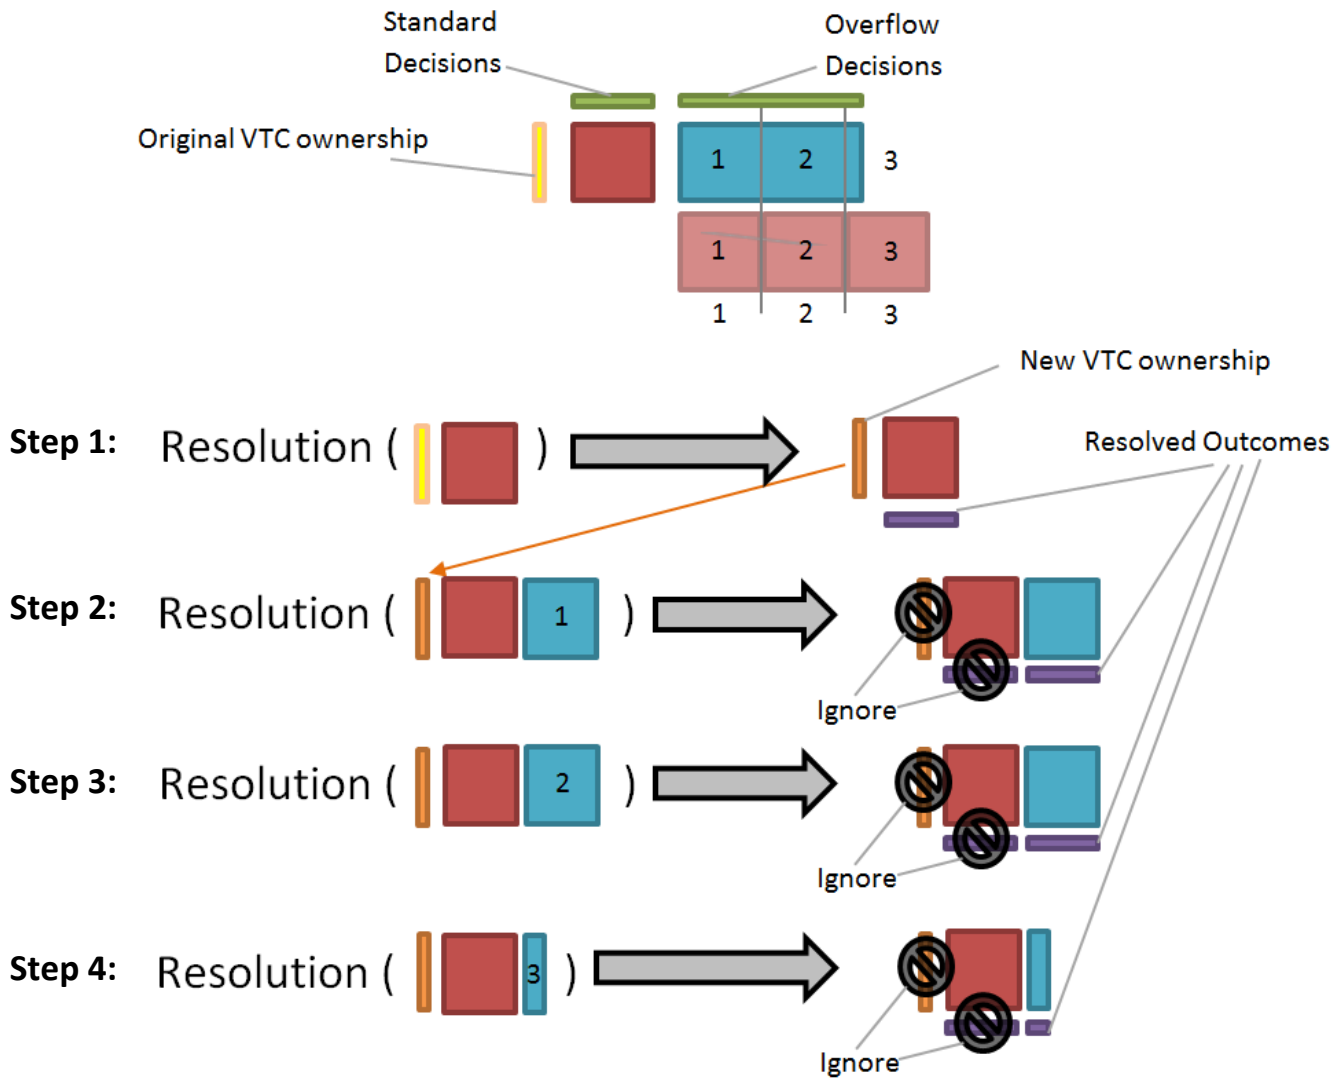 Standard
Decisions
Overflow
Decisions
Original VTC ownership
1 2 3
1 2 3
1 2 3
New VTC ownership
Resolved Outcomes
Step 1: Resolution ( )
Step 2: Resolution ( 1 )
Ignore
Step 3: Resolution ( 2 )
Ignore
Step 4: Resolution ( 3 )
Ignore